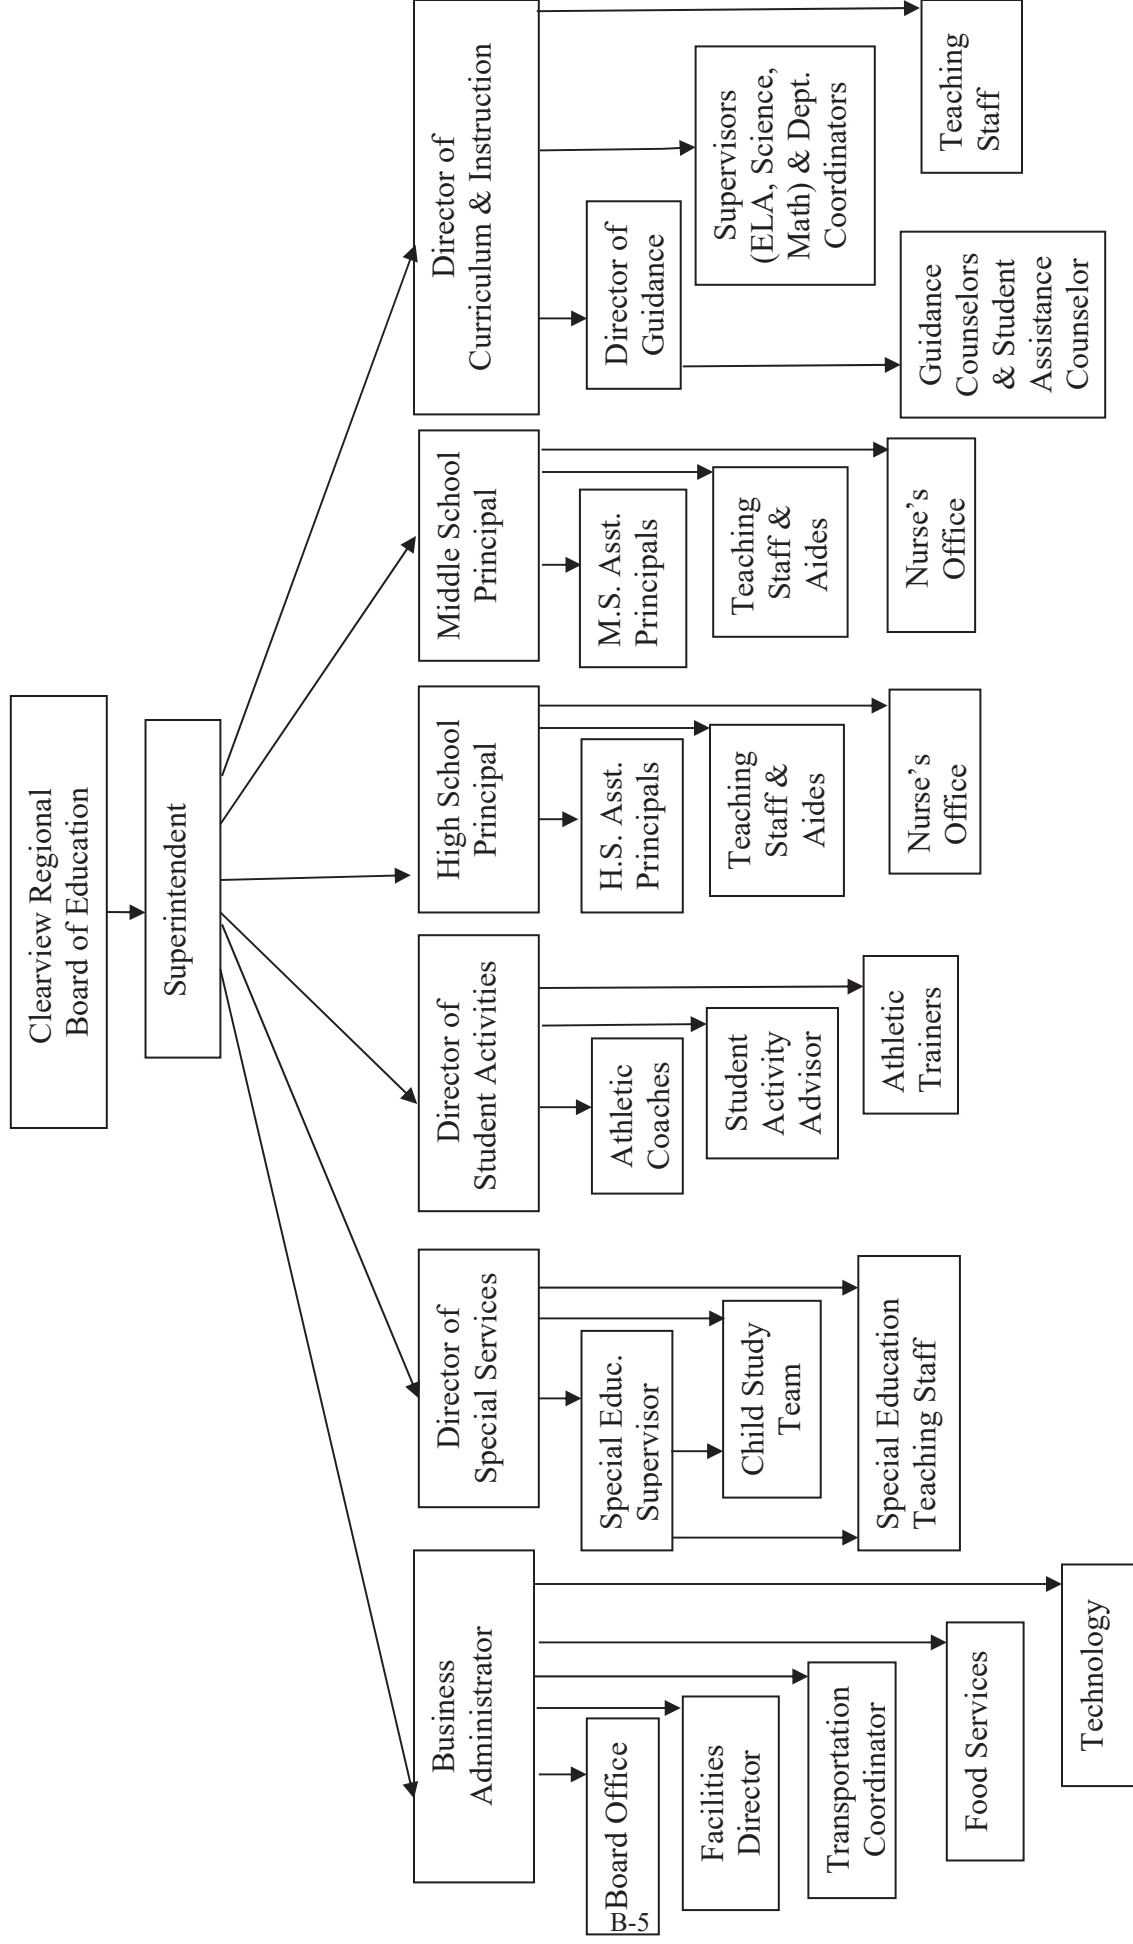 Clearview Regional
Board of Education
Superintendent
Business
Administrator
Director of
Special Services
Director of
Student Activities
High School
Principal
Middle School
Principal
Director of
Curriculum & Instruction
Board Office
Facilities
Director
Transportation
Coordinator
Food Services
Technology
Special Educ.
Supervisor
Child Study
Team
Special Education
Teaching Staff
Athletic
Coaches
Student
Activity
Advisor
Athletic
Trainers
H.S. Asst.
Principals
Teaching
Staff &
Aides
Nurse’s
Office
M.S. Asst.
Principals
Teaching
Staff &
Aides
Nurse’s
Office
Director of
Guidance
Guidance
Counselors
& Student
Assistance
Counselor
Supervisors
(ELA, Science,
Math) & Dept.
Coordinators
Teaching
Staff
B-5